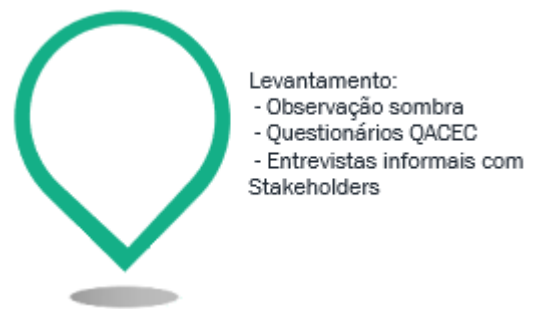 Levantamento:
- Observação sombra
- Questionários QACEC
- Entrevistas informais com
Stakeholders